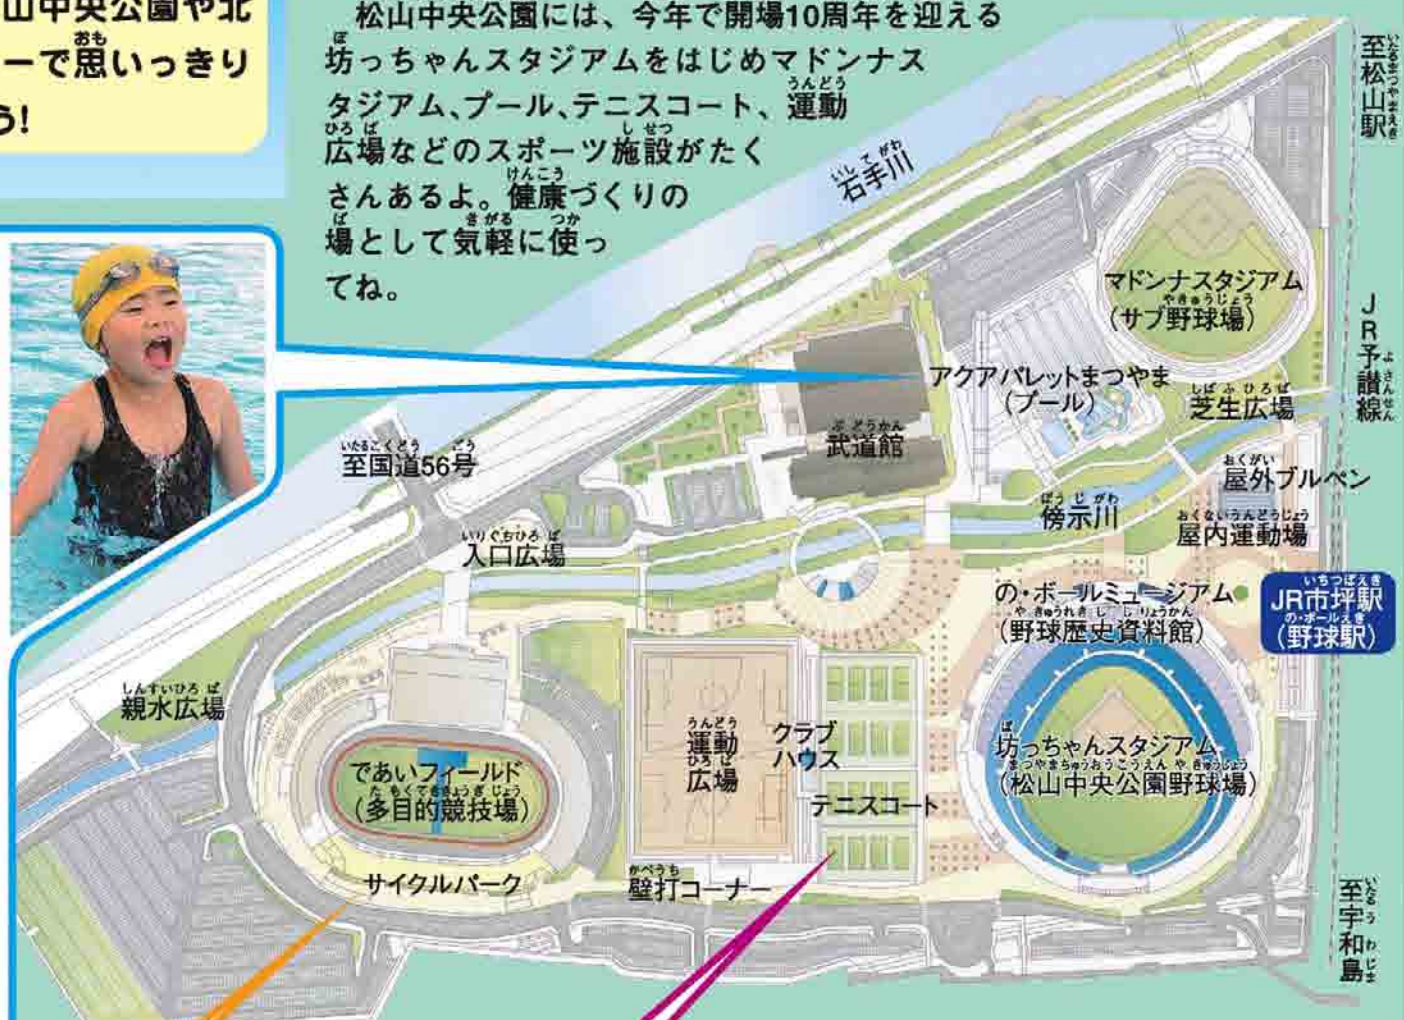 山中央公園や北
ーで思いっきり
う!
松山中央公園には、今年で開場10周年を迎える
坊っちゃんスタジアムをはじめマドンナス
タジアム、プール、テニスコート、運動
広場などのスポーツ施設がたく
さんあるよ。健康づくりの
場として気軽に使っ
てね。
至松山駅
石手川
マドンナスタジアム
(サブ野球場)
JR予讃線
アクアパレットまつやま
(プール)
芝生広場
武道館
至国道56号
屋外ブルペン
傍示川
屋内運動場
入口広場
の・ボールミュージアム
(野球歴史資料館)
JR市坪駅
(野球駅)
親水広場
運動
広場
クラブ
ハウス
坊っちゃんスタジアム
(松山中央公園野球場)
であいフィールド
(多目的競技場)
テニスコート
サイクルパーク
壁打コーナー
至宇和島